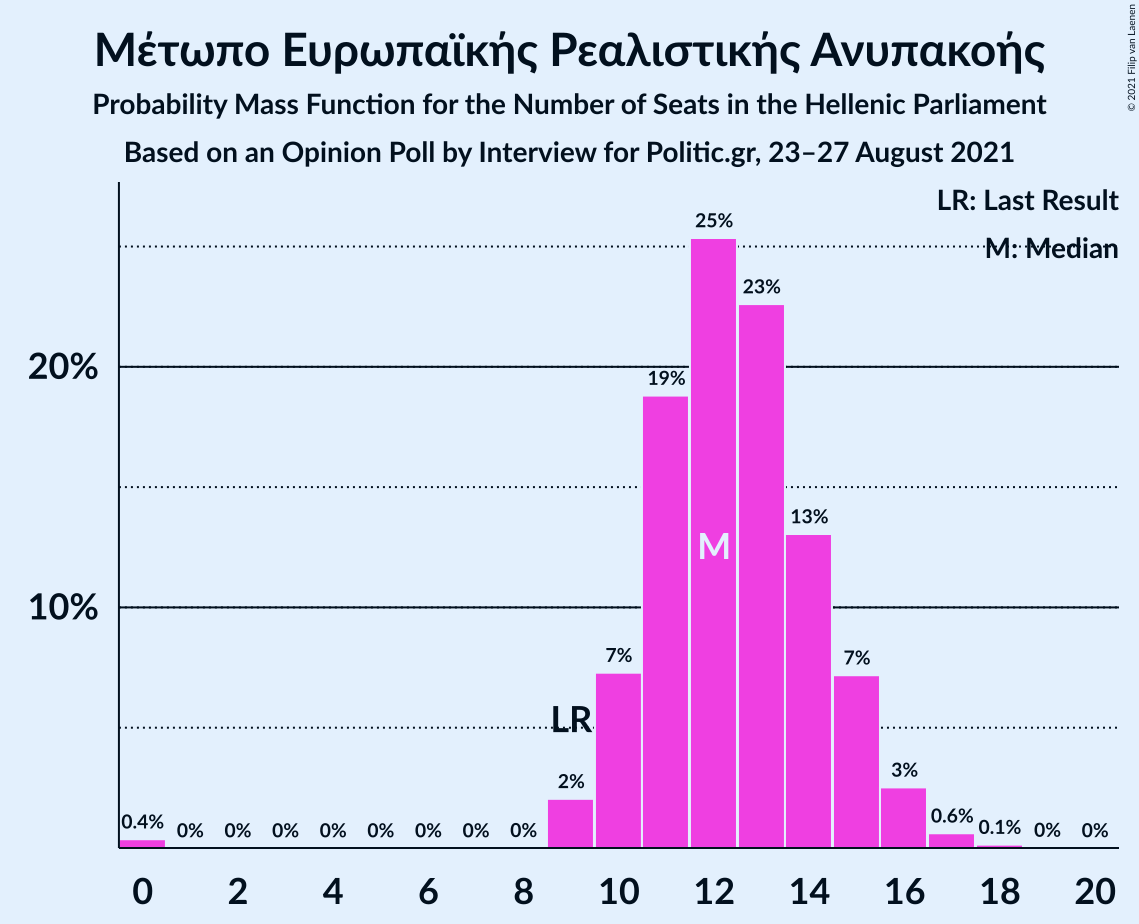 Μέτωπο Ευρωπαϊκής Ρεαλιστικής Ανυπακοής
Probability Mass Function for the Number of Seats in the Hellenic Parliament
Based on an Opinion Poll by Interview for Politic.gr, 23–27 August 2021
© 2021 Filip van Laenen
LR: Last Result
M: Median
20%
10%
0.4% 0% 0% 0% 0% 0% 0% 0% 0% 2% 7% 19% 25% 23% 13% 7% 3% 0.6% 0.1% 0% 0%
LR
M
0 2 4 6 8 10 12 14 16 18 20